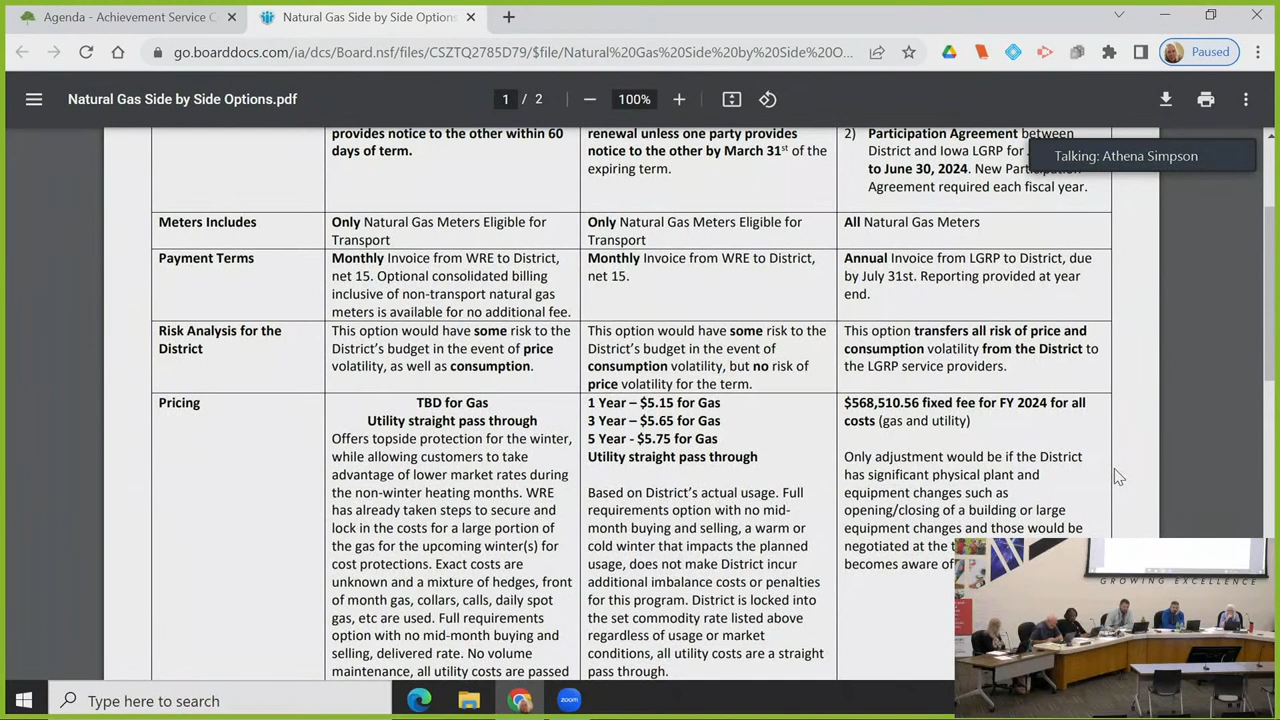 Agenda - Achievement Service C
Natural Gas Side by Side Options
go.boarddocs.com/ia/dcs/Board.nsf/files/CSZTO2785D79/$file/Natural%20Gas%20Side%20by%20Side%20O...
Paused
Natural Gas Side by Side Options.pdf
1 / 2
100%
Talking: Athena Simpson
provides notice to the other within 60
days of term.
renewal unless one party provides
notice to the other by March 31st of the
expiring term.
2) Participation Agreement between
District and Iowa LGRP for
to June 30, 2024. New
Agreement required each fiscal year.
Meters Includes
Only Natural Gas Meters Eligible for
Transport
Only Natural Gas Meters Eligible for
Transport
All Natural Gas Meters
Payment Terms
Monthly Invoice from WRE to District,
net 15. Optional consolidated billing
inclusive of non-transport natural gas
meters is available for no additional fee.
Monthly Invoice from WRE to District,
net 15.
Annual Invoice from LGRP to District, due
by July 31st. Reporting provided at year
end.
Risk Analysis for the
District
This option would have some risk to the
District's budget in the event of price
volatility, as well as consumption.
This option would have some risk to the
District's budget in the event of
consumption volatility, but no risk of
price volatility for the term.
This option transfers all risk of price and
consumption volatility from the District to
the LGRP service providers.
Pricing
TBD for Gas
Utility straight pass through
Offers topside protection for the winter,
while allowing customers to take
advantage of lower market rates during
the non-winter heating months. WRE
has already taken steps to secure and
lock in the costs for a large portion of
the gas for the upcoming winter(s) for
cost protections. Exact costs are
unknown and a mixture of hedges, front
of month gas, collars, calls, daily spot
gas, etc are used. Full requirements
option with no mid-month buying and
selling, delivered rate. No volume
maintenance, all utility costs are passed
1 Year – $5.15 for Gas
3 Year – $5.65 for Gas
5 Year - $5.75 for Gas
Utility straight pass through
Based on District's actual usage. Full
requirements option with no mid-
month buying and selling, a warm or
cold winter that impacts the planned
usage, does not make District incur
additional imbalance costs or penalties
for this program. District is locked into
the set commodity rate listed above
regardless of usage or market
conditions, all utility costs are a straight
pass through.
$568,510.56 fixed fee for FY 2024 for all
costs (gas and utility)
Only adjustment would be if the District
has significant physical plant and
equipment changes such as
opening/closing of a building or large
equipment changes and those would be
negotiated at the
becomes aware of
GROWING EXCELLENCE
Type here to search
zoom